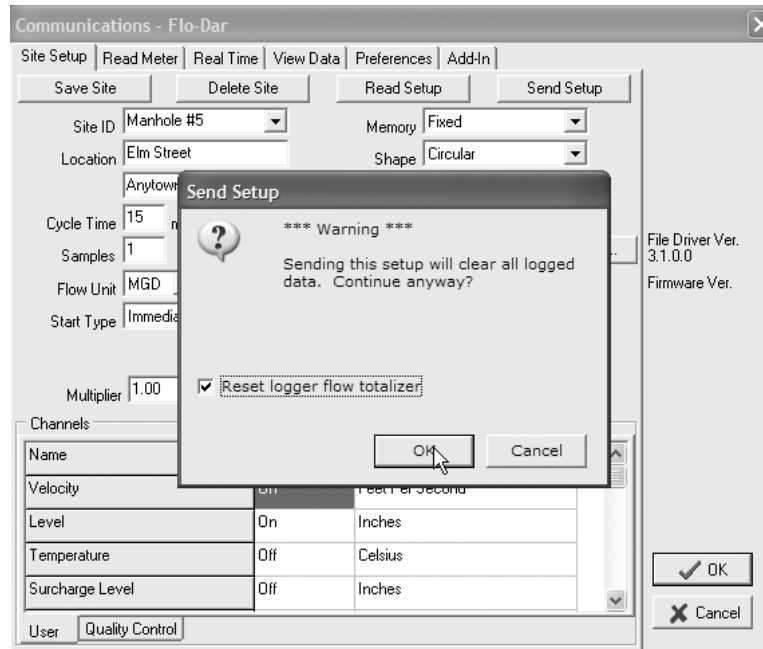 Communications - Flo-Dar
Site Setup Read Meter Real Time View Data Preferences Add-In
Save Site Delete Site Read Setup Send Setup
Site ID Manhole #5 Memory Fixed
Location Elm Street Shape Circular
Send Setup
*** Warning ***
Sending this setup will clear all logged
data. Continue anyway?
Reset logger flow totalizer
OK Cancel
Cycle Time 15
Samples 1
Flow Unit MGD
Start Type
Multiplier 1.00
File Driver Ver.
3.1.0.0
Firmware Ver.
Channels
Name
Velocity
Level On Inches
Temperature Off Celsius
Surcharge Level Off Inches
User Quality Control
OK
Cancel